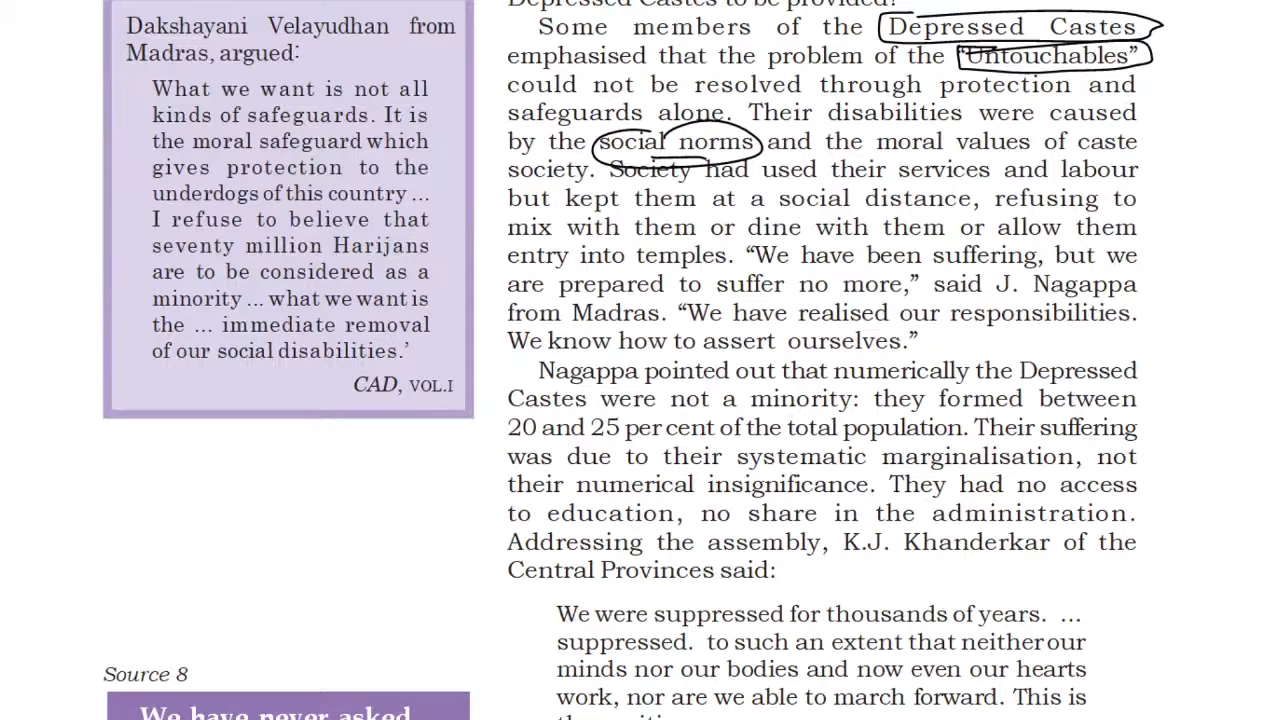 Dakshayani Velayudhan from
Madras, argued:
What we want is not all
kinds of safeguards. It is
the moral safeguard which
gives protection to the
underdogs of this country ...
I refuse to believe that
seventy million Harijans
are to be considered as a
minority ... what we want is
the ... immediate removal
of our social disabilities.’
CAD, VOL.I
Source 8
We have never asked
Depressed Castes to be provided?
Some members of the Depressed Castes
emphasised that the problem of the “Untouchables”
could not be resolved through protection and
safeguards alone. Their disabilities were caused
by the social norms and the moral values of caste
society. Society had used their services and labour
but kept them at a social distance, refusing to
mix with them or dine with them or allow them
entry into temples. “We have been suffering, but we
are prepared to suffer no more,” said J. Nagappa
from Madras. “We have realised our responsibilities.
We know how to assert ourselves.”
Nagappa pointed out that numerically the Depressed
Castes were not a minority: they formed between
20 and 25 per cent of the total population. Their suffering
was due to their systematic marginalisation, not
their numerical insignificance. They had no access
to education, no share in the administration.
Addressing the assembly, K.J. Khanderkar of the
Central Provinces said:
We were suppressed for thousands of years. ...
suppressed. to such an extent that neither our
minds nor our bodies and now even our hearts
work, nor are we able to march forward. This is